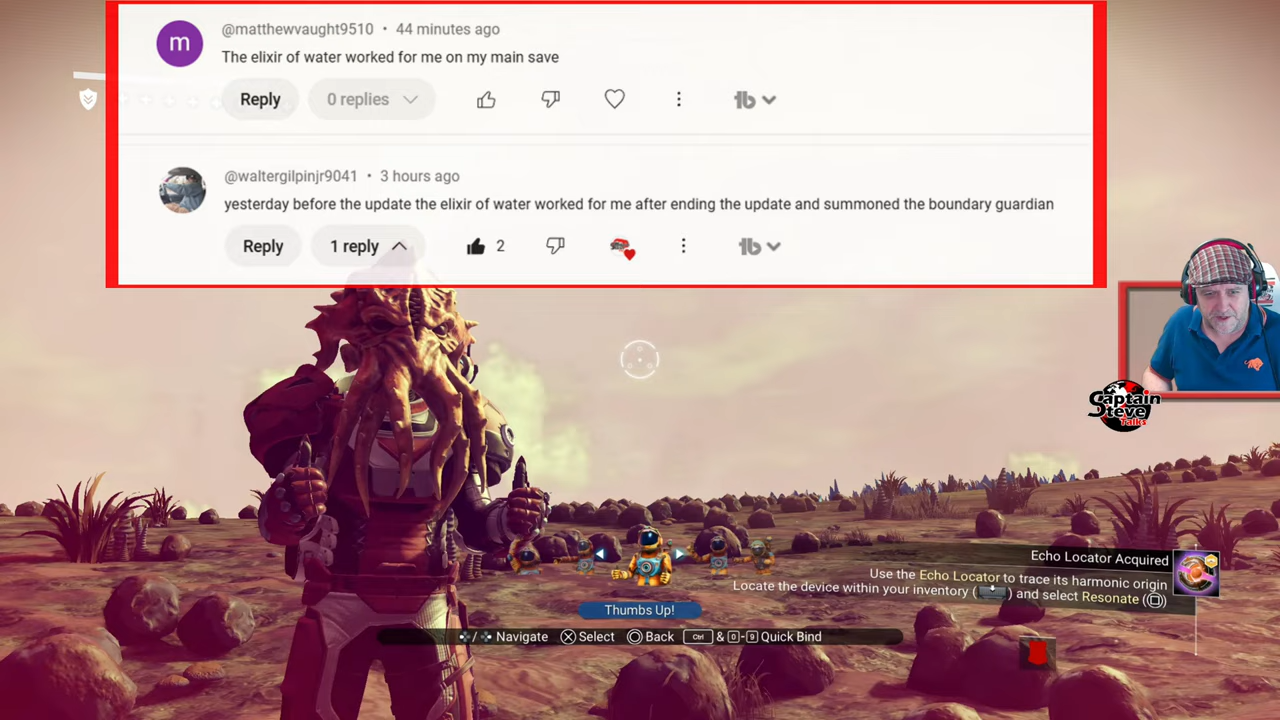 m
@matthewvaught9510 • 44 minutes ago
The elixir of water worked for me on my main save
Reply
0 replies
@waltergilpinjr9041 • 3 hours ago
yesterday before the update the elixir of water worked for me after ending the update and summoned the boundary guardian
Reply
1 reply
2
Captain
Steve
Talks
Echo Locator Acquired
Use the Echo Locator to trace its harmonic origin
Locate the device within your inventory ( ) and select Resonate ( )
Thumbs Up!
/ Navigate Select Back Ctrl & 0-9 Quick Bind